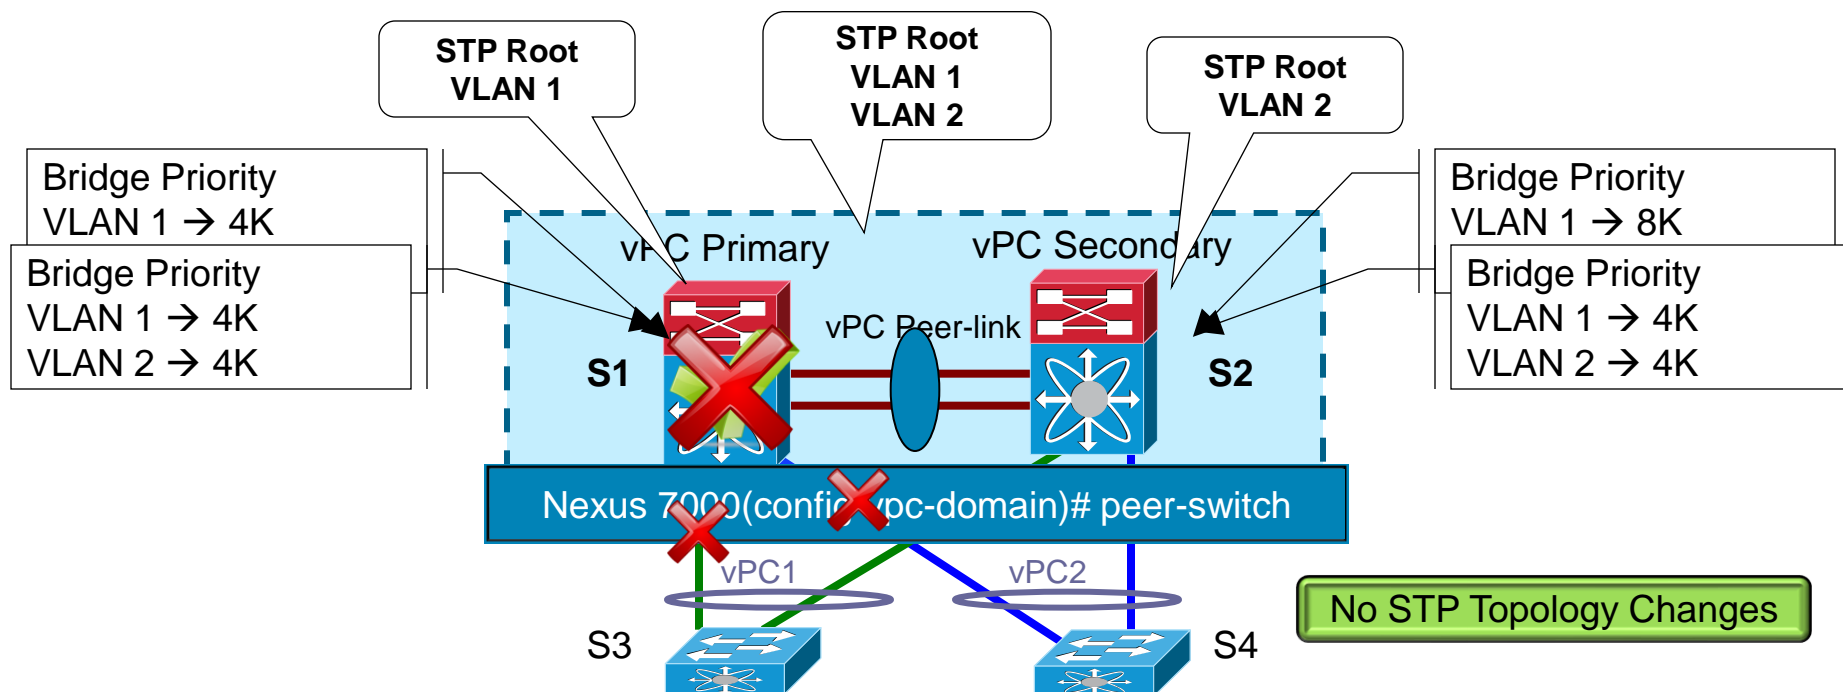 STP Root
VLAN 1
STP Root
VLAN 1
VLAN 2
STP Root
VLAN 2
Bridge Priority
VLAN 1 → 4K
Bridge Priority
VLAN 1 → 4K
VLAN 2 → 4K
Bridge Priority
VLAN 1 → 8K
Bridge Priority
VLAN 1 → 4K
VLAN 2 → 4K
vPC Primary
vPC Secondary
vPC Peer-link
S1
S2
Nexus 7000(config-vpc-domain)# peer-switch
vPC1
vPC2
No STP Topology Changes
S3
S4